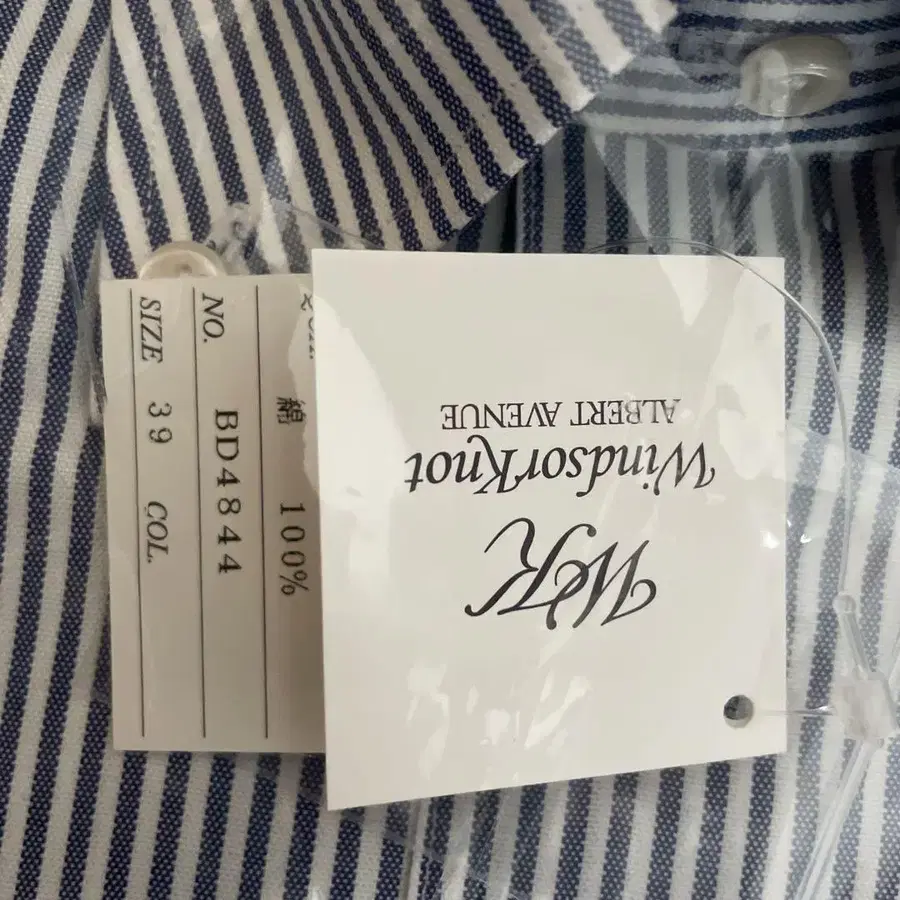 WK
WindsorKnot
ALBERT AVENUE
綿 100%
NO. BD4844
SIZE 39 COL.